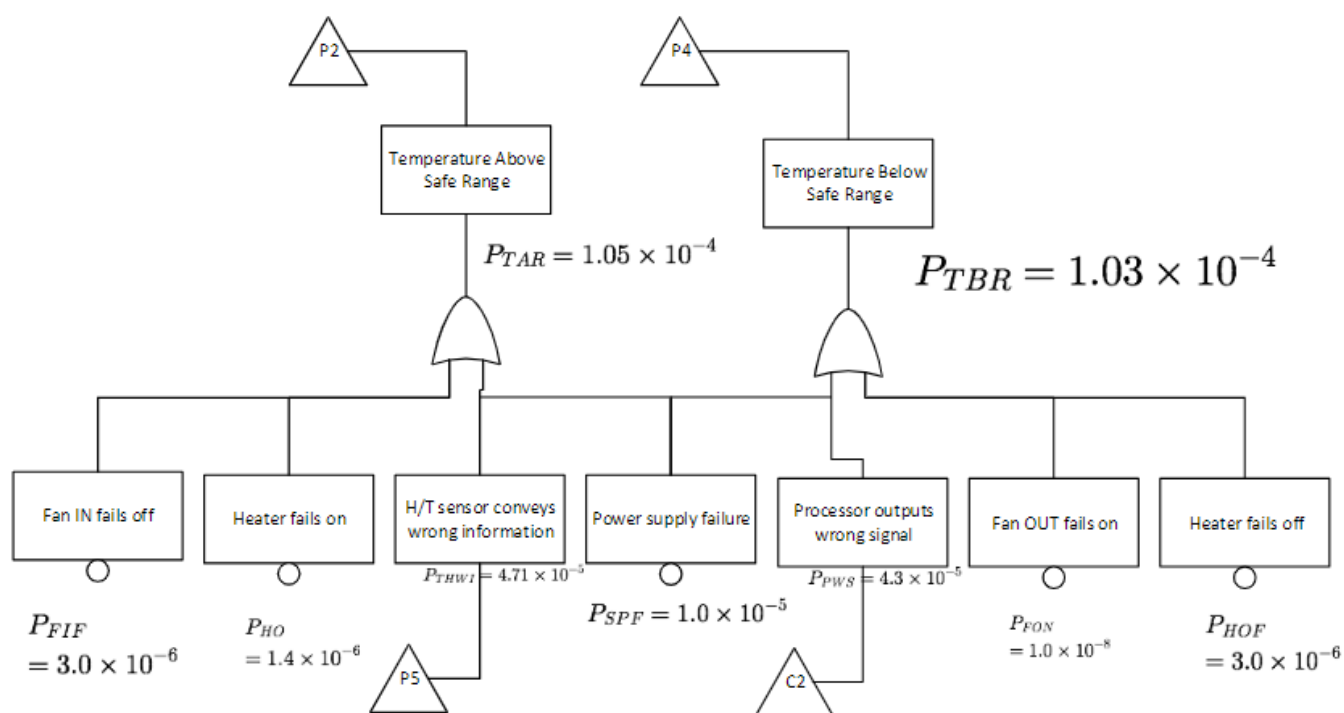 P2
P4
Temperature Above
Safe Range
Temperature Below
Safe Range
P_{TAR} = 1.05 × 10^{-4}
P_{TBR} = 1.03 × 10^{-4}
Fan IN fails off
Heater fails on
H/T sensor conveys
wrong information
Power supply failure
Processor outputs
wrong signal
Fan OUT fails on
Heater fails off
P_{THWI} = 4.71 × 10^{-5}
P_{PWS} = 4.3 × 10^{-5}
P_{FIF}
= 3.0 × 10^{-6}
P_{HO}
= 1.4 × 10^{-6}
P_{SPF} = 1.0 × 10^{-5}
P_{FON}
= 1.0 × 10^{-8}
P_{HOF}
= 3.0 × 10^{-6}
P5
C2